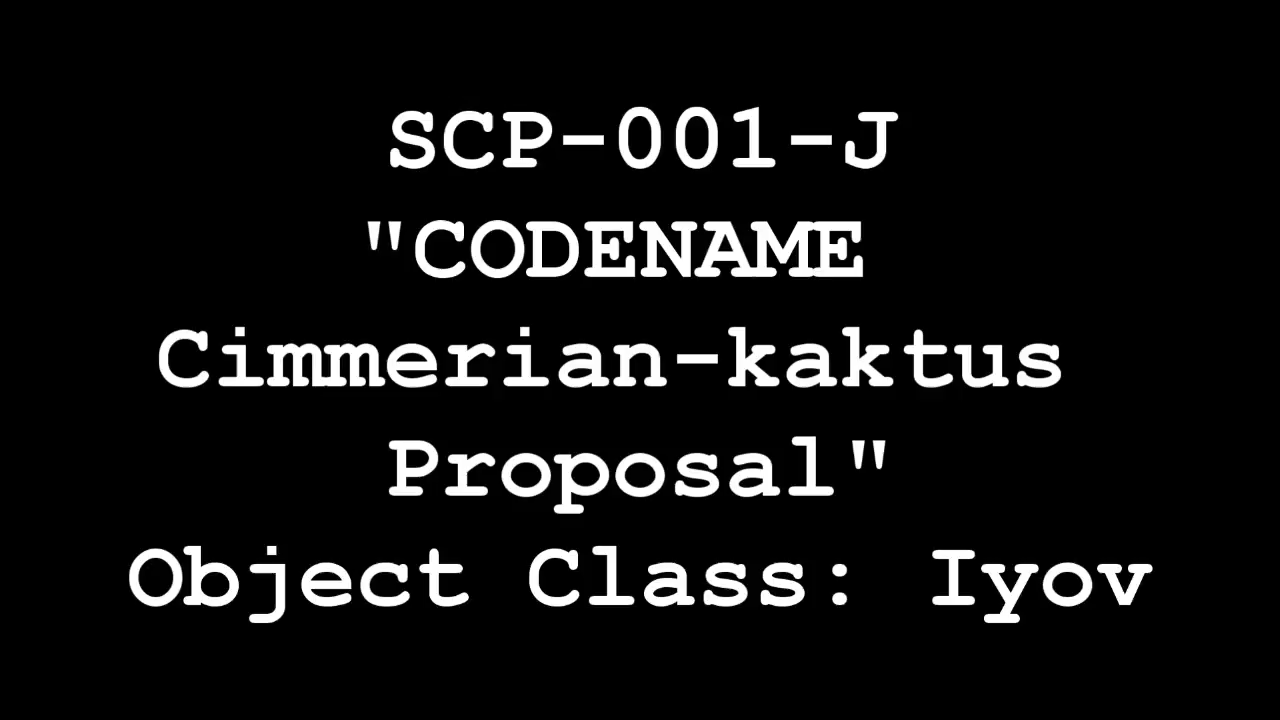 SCP-001-J
"CODENAME
Cimmerian-kaktus
Proposal"
Object Class: Iyov